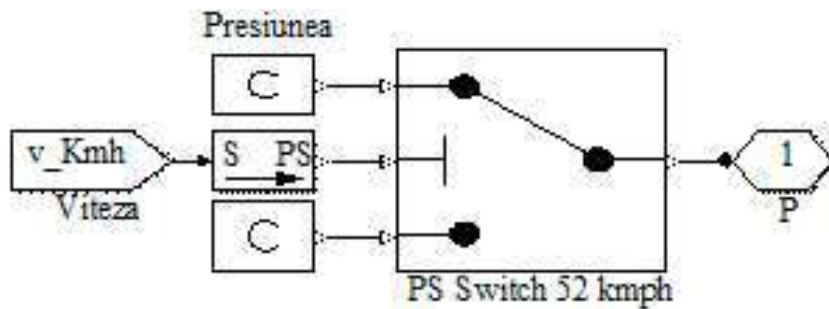 Presiunea
C
v_Kmh
S PS
1
Viteza
P
C
PS Switch 52 kmph